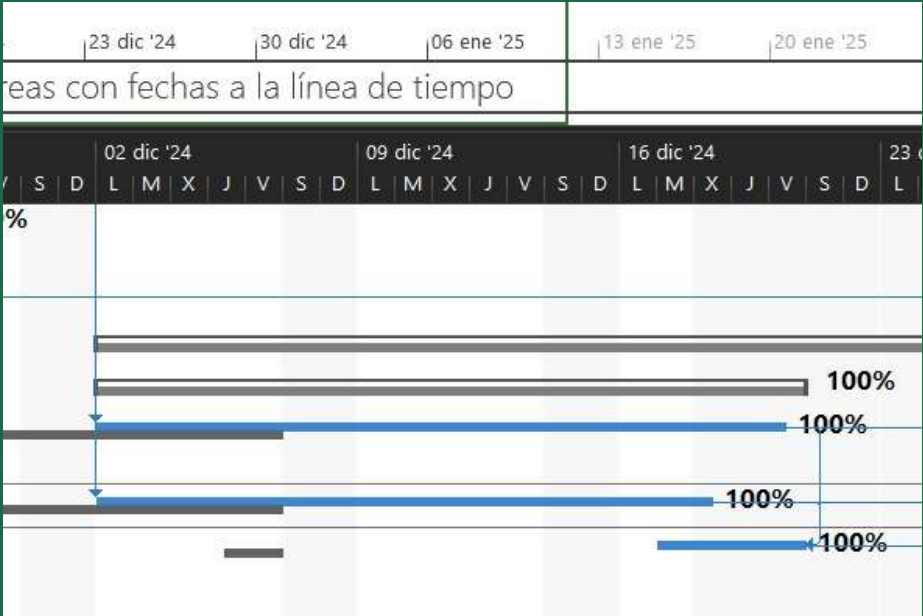 23 dic '24 30 dic '24 06 ene '25 13 ene '25 20 ene '25
reas con fechas a la línea de tiempo
02 dic '24 09 dic '24 16 dic '24 23
S D L M X J V S D L M X J V S D L M X J V S D L
%
100%
100%
100%
100%